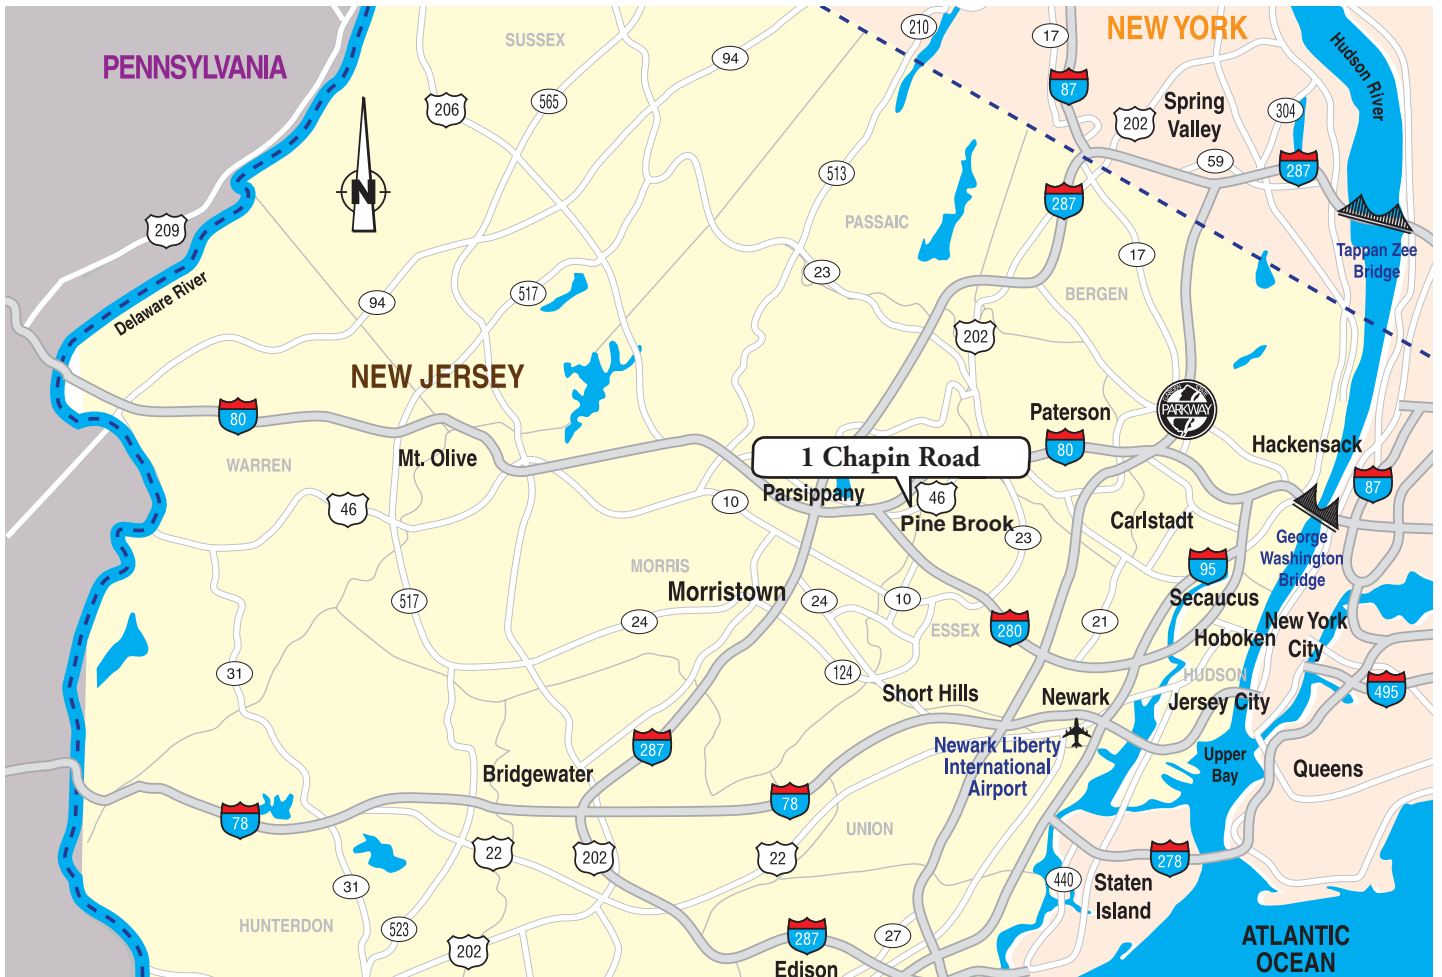 SUSSEX
210
17
NEW YORK
Hudson River
PENNSYLVANIA
94
87
206
565
202
Spring
Valley
304
59
287
N
513
287
209
PASSAIC
17
Tappan Zee
Bridge
23
BERGEN
Delaware River
94
517
202
NEW JERSEY
PARKWAY
80
Paterson
80
Hackensack
WARREN
Mt. Olive
1 Chapin Road
87
46
10
Parsippany
46
Pine Brook
Carlstadt
23
George
Washington
Bridge
MORRIS
95
Morristown
517
24
24
10
ESSEX
280
21
Secaucus
Hoboken
New York
City
31
124
Short Hills
Newark
HUDSON
Jersey City
495
287
Newark Liberty
International
Airport
Upper
Bay
Queens
Bridgewater
78
78
UNION
22
202
22
278
31
440
Staten
Island
HUNTERDON
523
202
287
27
Edison
ATLANTIC
OCEAN